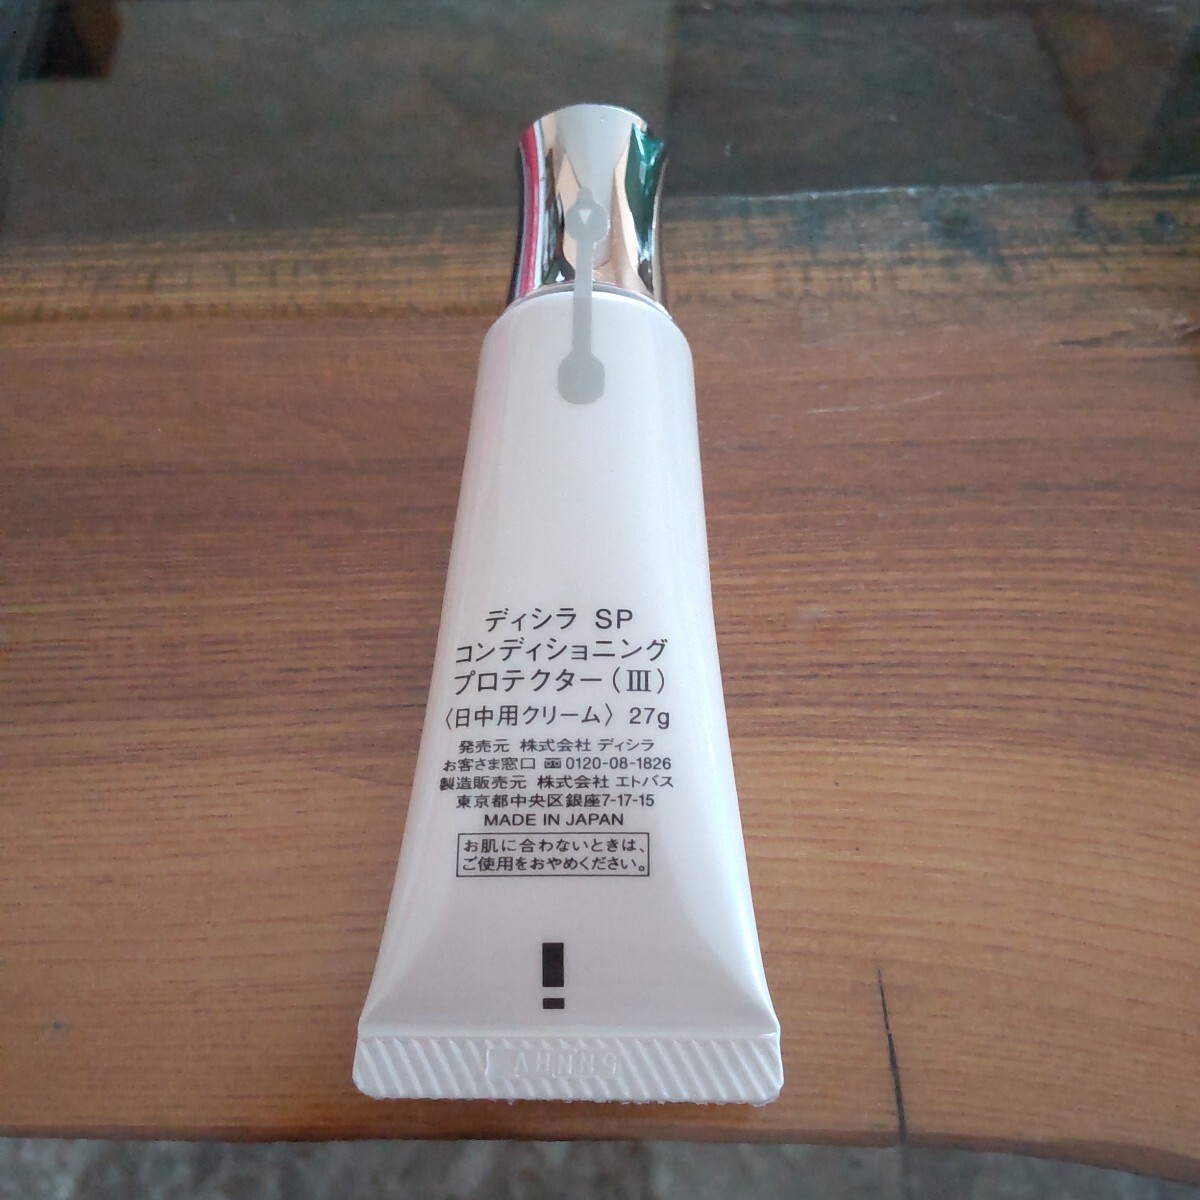 ディシラ SP
コンディショニング
プロテクター(Ⅲ)
〈日中用クリーム〉 27g
発売元 株式会社 ディシラ
お客さま窓口 0120-08-1826
製造販売元 株式会社 エトバス
東京都中央区銀座7-17-15
MADE IN JAPAN
お肌に合わないときは、
ご使用をおやめください。